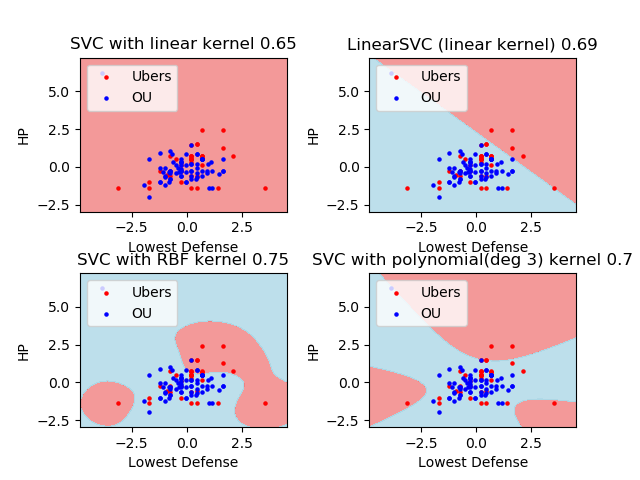 SVC with linear kernel 0.65
HP
5.0
2.5
0.0
−2.5
Ubers
OU
−2.5 0.0 2.5
Lowest Defense
LinearSVC (linear kernel) 0.69
HP
5.0
2.5
0.0
−2.5
Ubers
OU
−2.5 0.0 2.5
Lowest Defense
SVC with RBF kernel 0.75
HP
5.0
2.5
0.0
−2.5
Ubers
OU
−2.5 0.0 2.5
Lowest Defense
SVC with polynomial(deg 3) kernel 0.7
HP
5.0
2.5
0.0
−2.5
Ubers
OU
−2.5 0.0 2.5
Lowest Defense